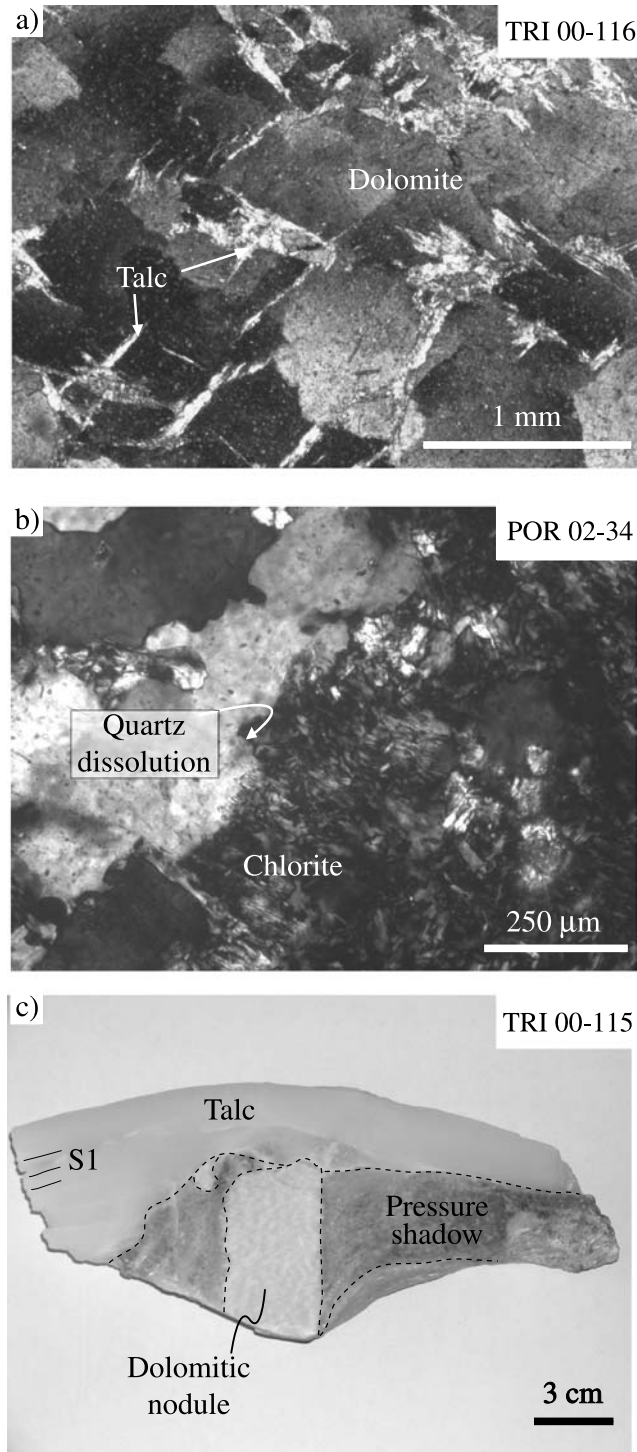 a)
TRI 00-116
Dolomite
Talc
1 mm
b)
POR 02-34
Quartz
dissolution
Chlorite
250 µm
c)
TRI 00-115
Talc
S1
Pressure
shadow
Dolomitic
nodule
3 cm